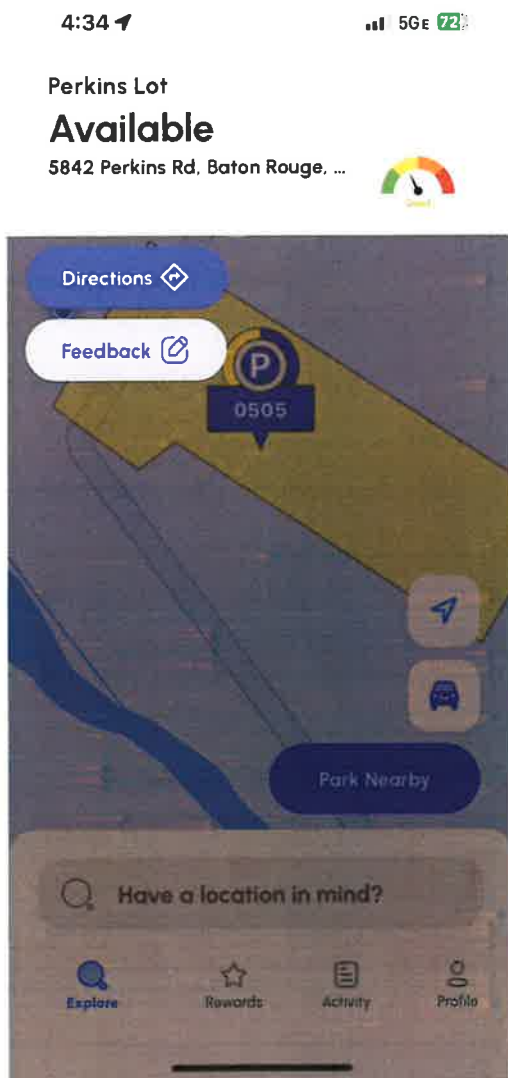 4:34
5GE 72
Perkins Lot
Available
5842 Perkins Rd, Baton Rouge, ...
Directions
Feedback
P
0505
Park Nearby
Have a location in mind?
Explore
Rewards
Activity
Profile